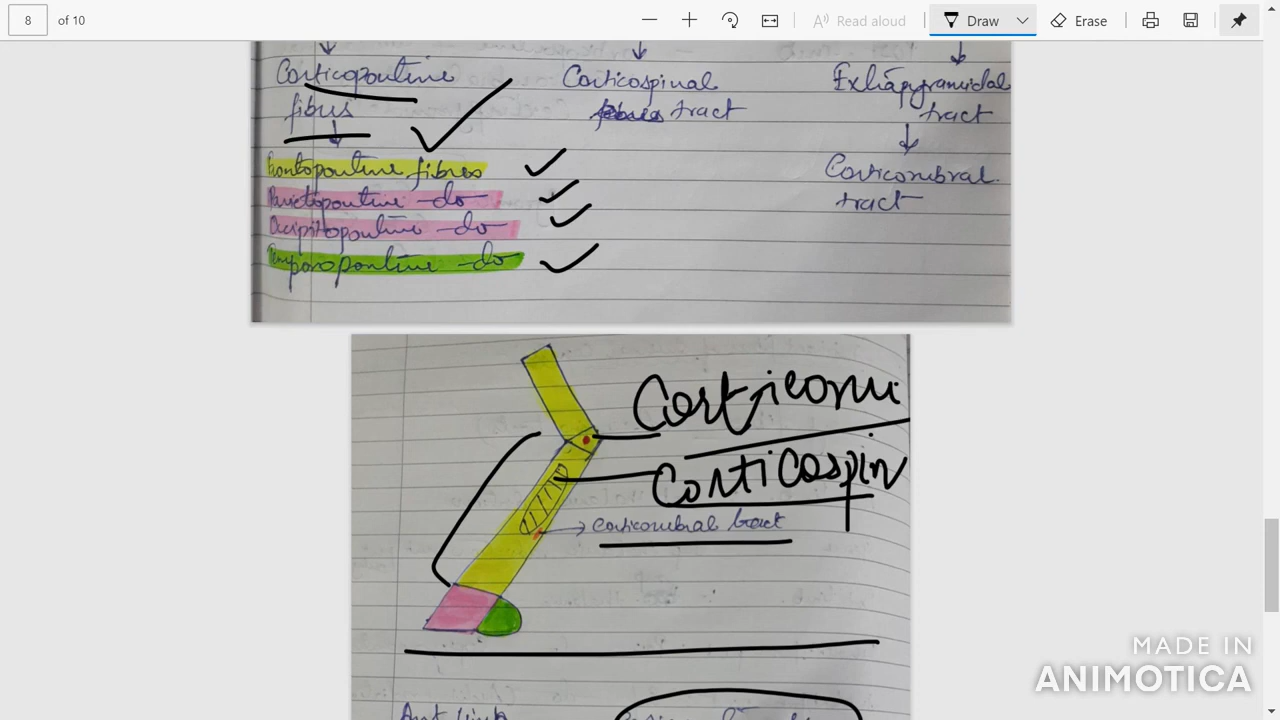 8 of 10
Read aloud
Draw
Erase
Corticopontine
fibus
Corticospinal
tract
Extrapyramidal
tract
Frontopontine fibres
Parietopontine -do
Occipitopontine -do
Temporopontine -do
Corticorubral
tract
Corticonu
Corticospin
Corticorubral tract
MADE IN
ANIMOTICA